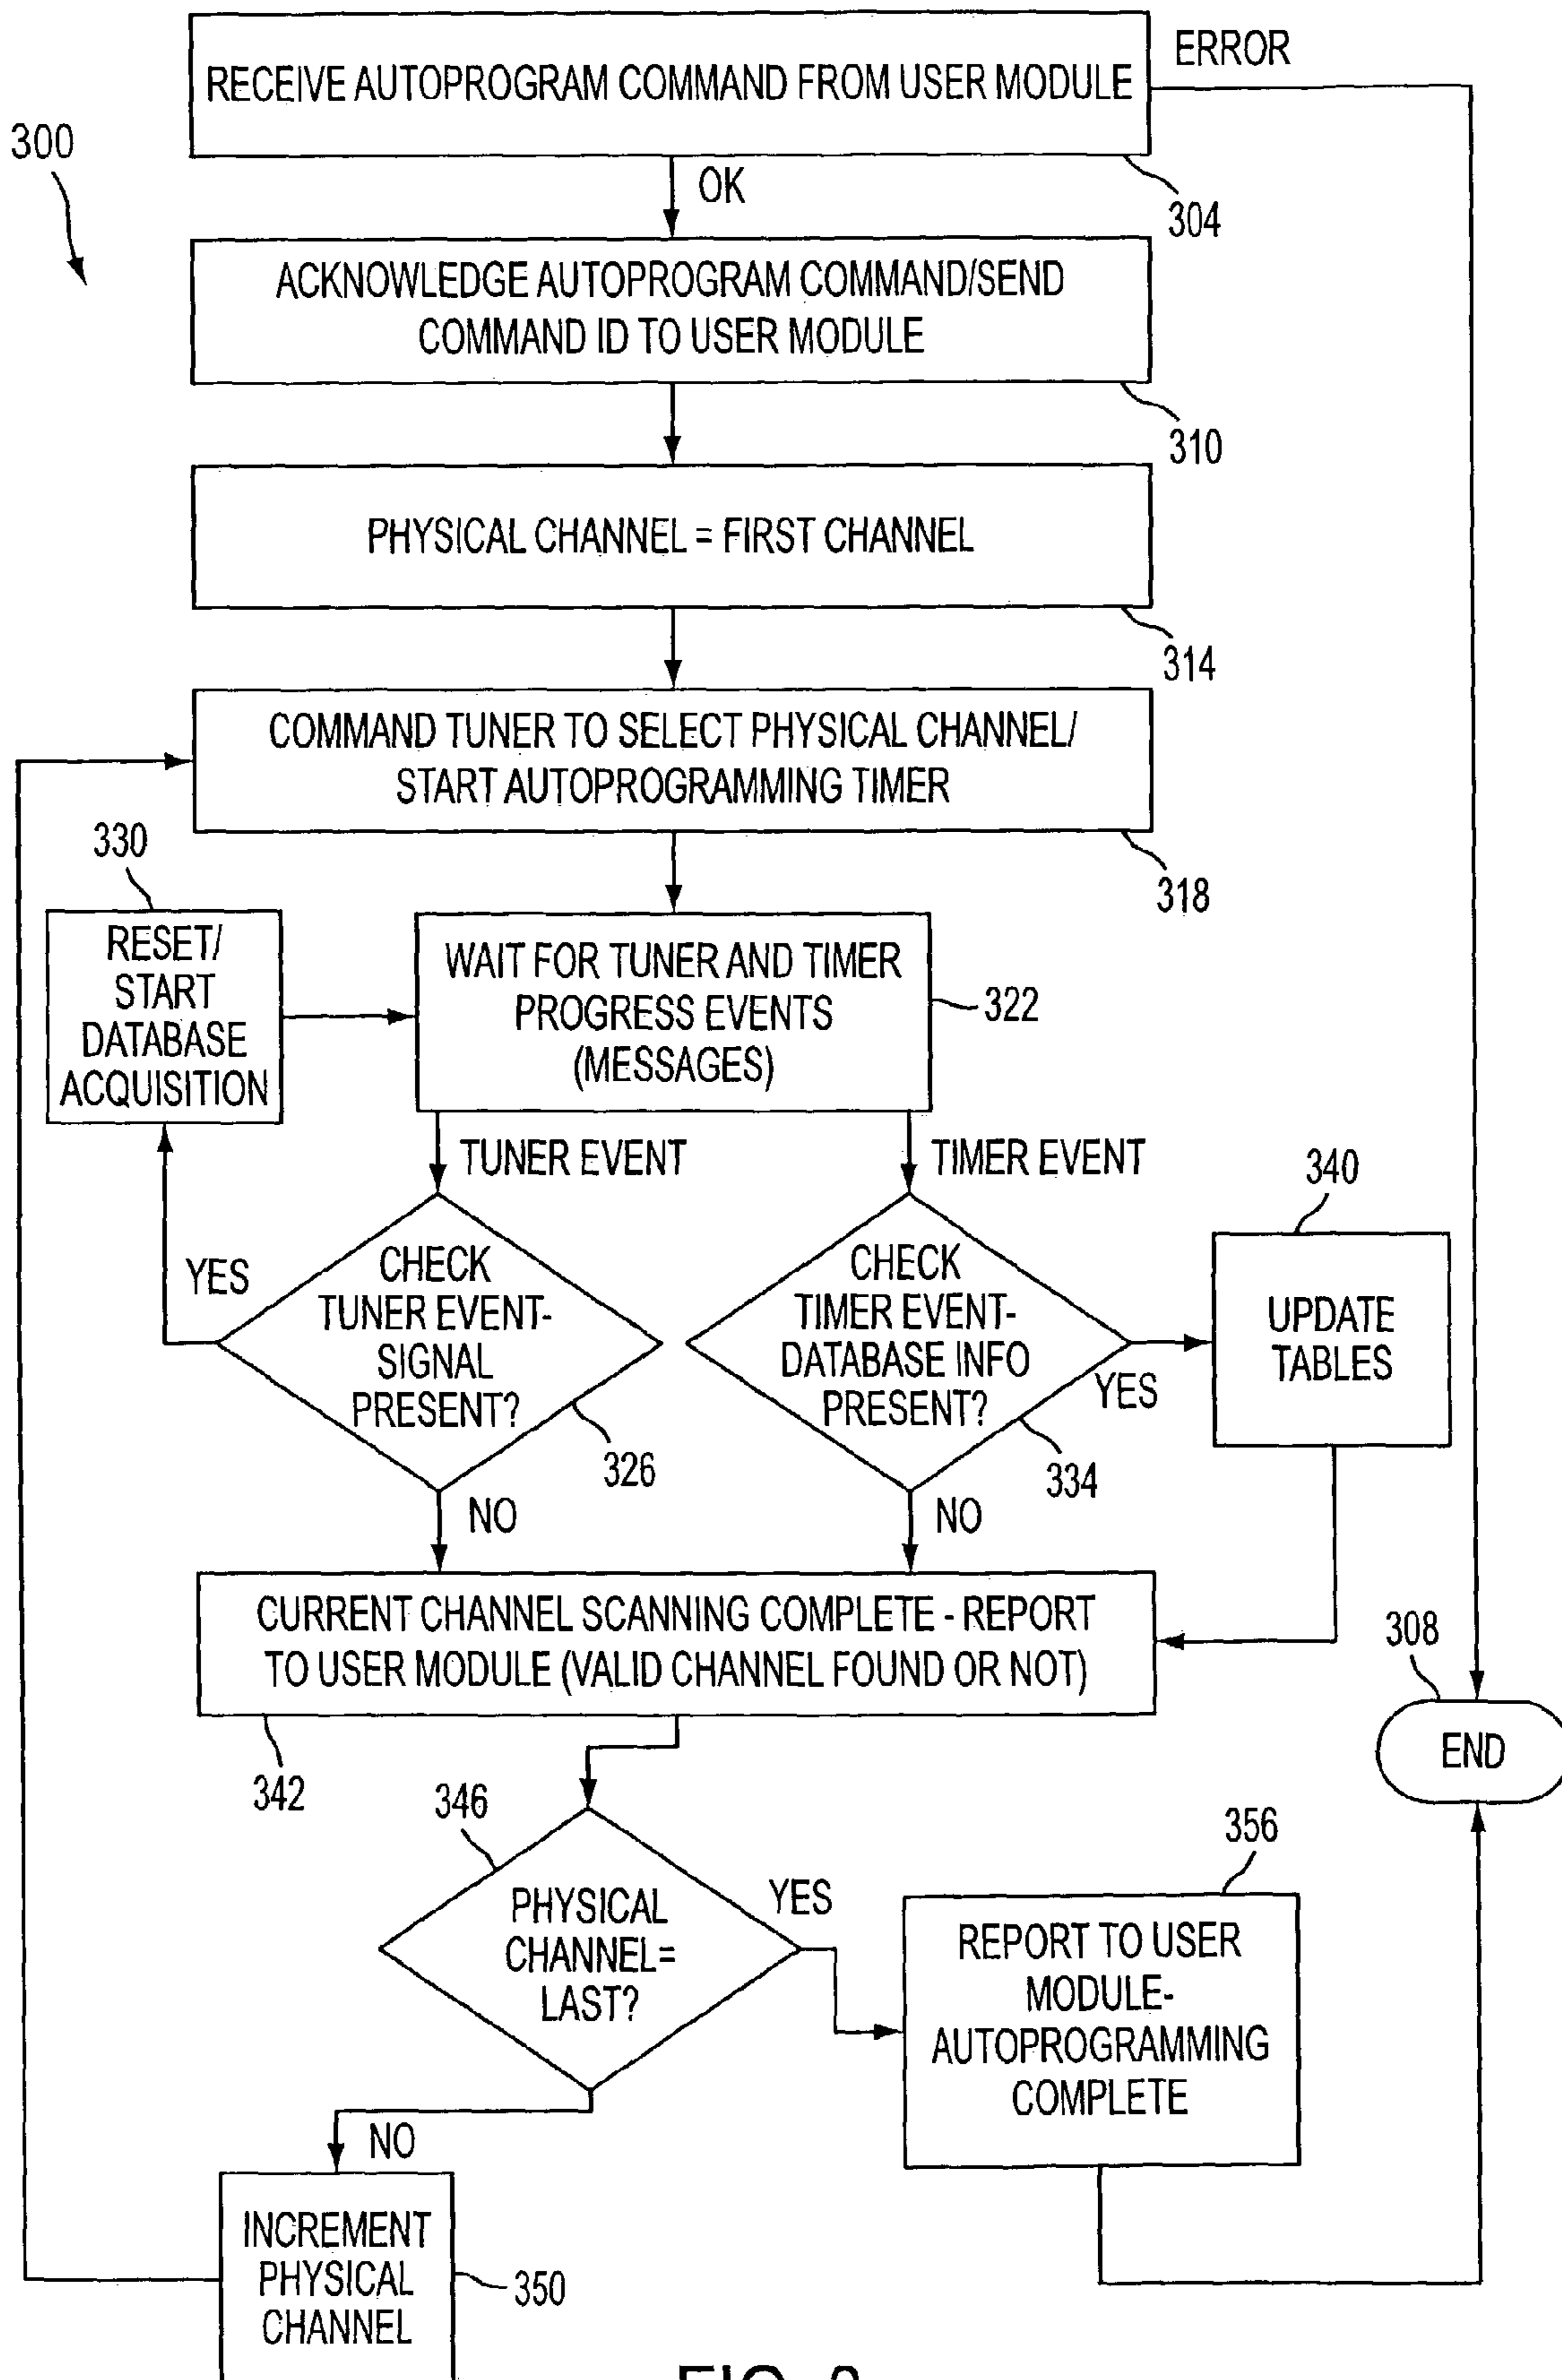 RECEIVE AUTOPROGRAM COMMAND FROM USER MODULE
ERROR
300
OK
304
ACKNOWLEDGE AUTOPROGRAM COMMAND/SEND
COMMAND ID TO USER MODULE
310
PHYSICAL CHANNEL = FIRST CHANNEL
314
COMMAND TUNER TO SELECT PHYSICAL CHANNEL/
START AUTOPROGRAMMING TIMER
318
330
RESET/
START
DATABASE
ACQUISITION
WAIT FOR TUNER AND TIMER
PROGRESS EVENTS
(MESSAGES)
322
TUNER EVENT
TIMER EVENT
YES
CHECK
TUNER EVENT-
SIGNAL
PRESENT?
326
CHECK
TIMER EVENT-
DATABASE INFO
PRESENT?
YES
334
340
UPDATE
TABLES
NO
NO
CURRENT CHANNEL SCANNING COMPLETE - REPORT
TO USER MODULE (VALID CHANNEL FOUND OR NOT)
342
308
END
346
PHYSICAL
CHANNEL=
LAST?
YES
356
REPORT TO USER
MODULE-
AUTOPROGRAMMING
COMPLETE
NO
INCREMENT
PHYSICAL
CHANNEL
350
FIG.